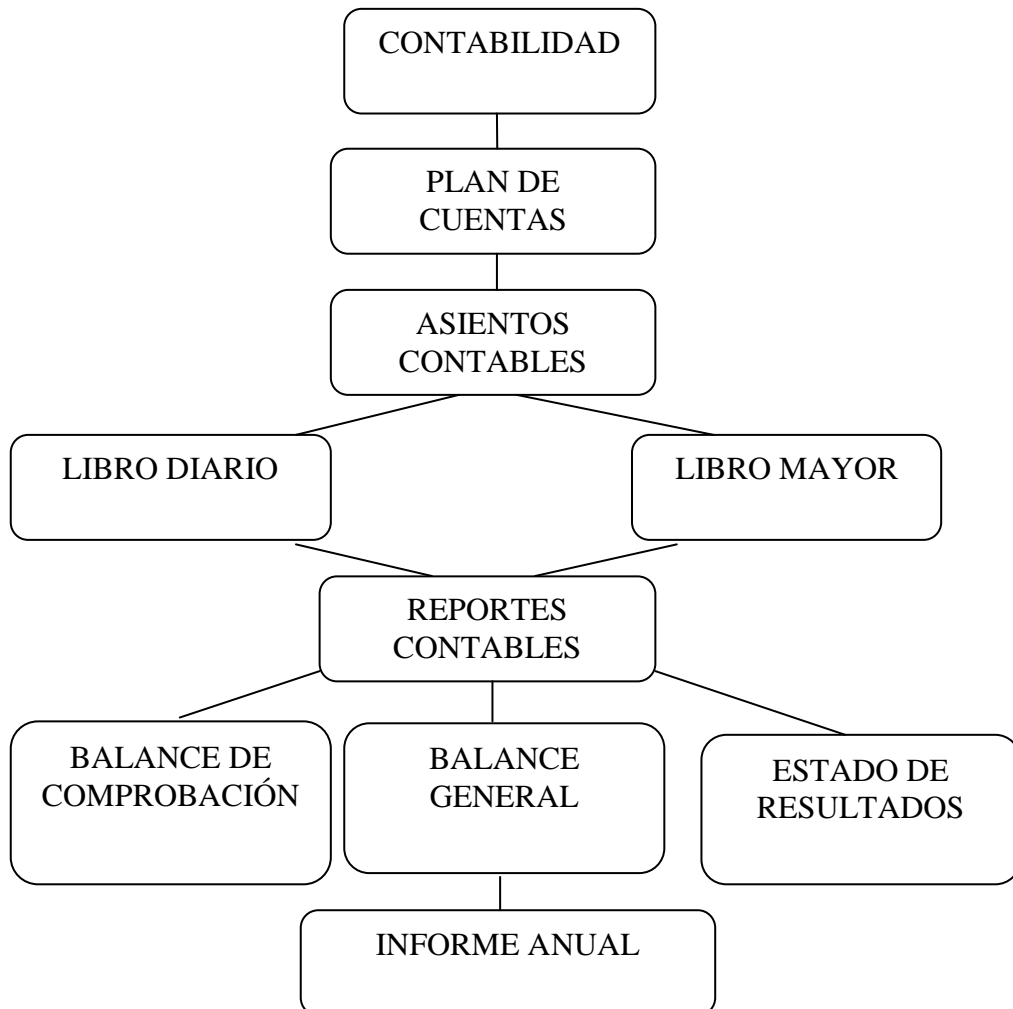 CONTABILIDAD
PLAN DE
CUENTAS
ASIENTOS
CONTABLES
LIBRO DIARIO
LIBRO MAYOR
REPORTES
CONTABLES
BALANCE DE
COMPROBACIÓN
BALANCE
GENERAL
ESTADO DE
RESULTADOS
INFORME ANUAL